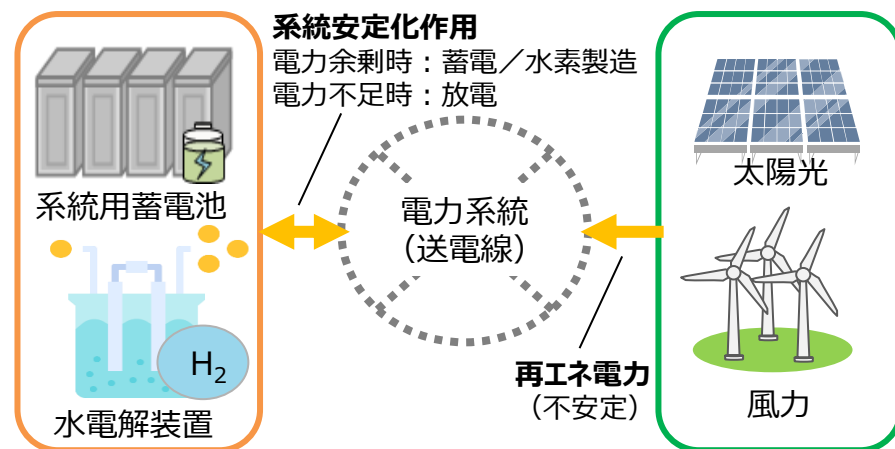 系統安定化作用
電力余剰時：蓄電／水素製造
電力不足時：放電
系統用蓄電池
H₂
水電解装置
電力系統
（送電線）
再エネ電力
（不安定）
太陽光
風力